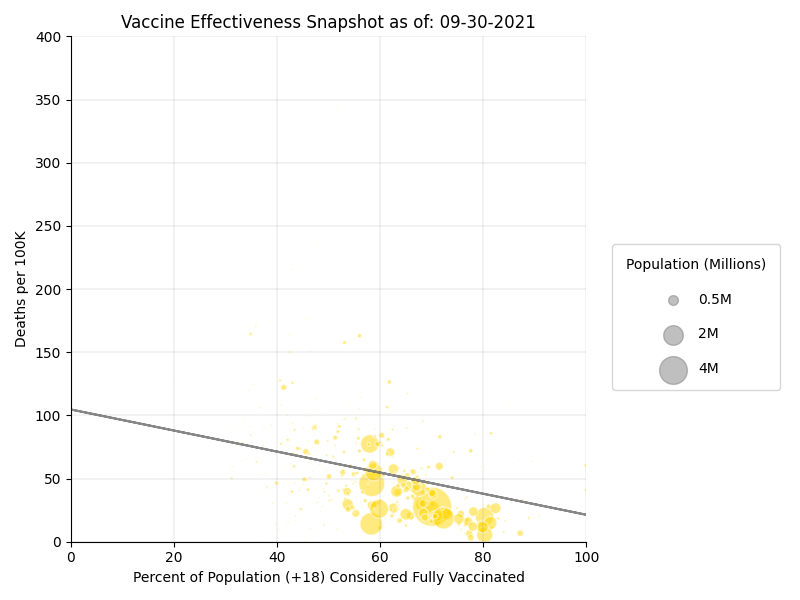 Vaccine Effectiveness Snapshot as of: 09-30-2021
400
350
300
250
200
150
100
50
0
Deaths per 100K
0 20 40 60 80 100
Percent of Population (+18) Considered Fully Vaccinated
Population (Millions)
0.5M
2M
4M